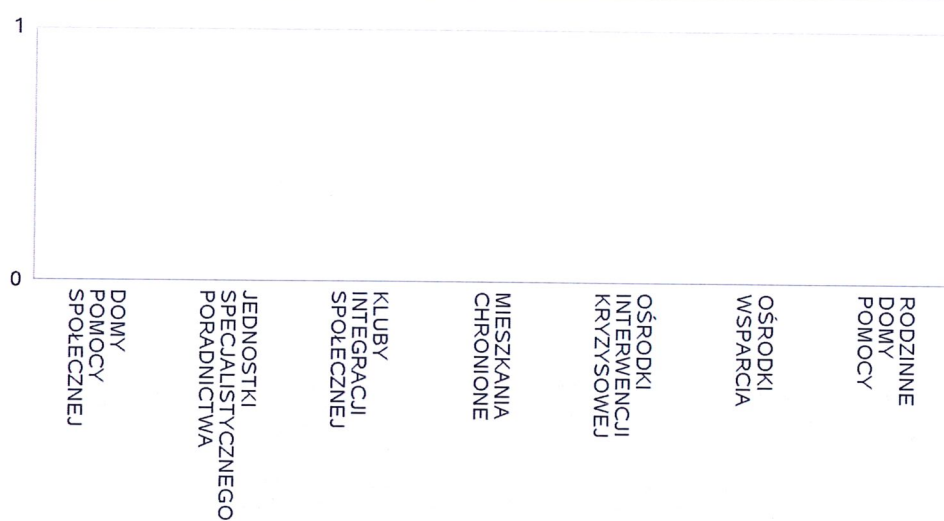 1
0
DOMY
POMOCY
SPOŁECZNEJ
JEDNOSTKI
SPECJALISTYCZNEGO
PORADNICTWA
KLUBY
INTEGRACJI
SPOŁECZNEJ
MIESZKANIA
CHRONIONE
OŚRODKI
INTERWENCJI
KRYZYSOWEJ
OŚRODKI
WSPARCIA
RODZINNE
DOMY
POMOCY